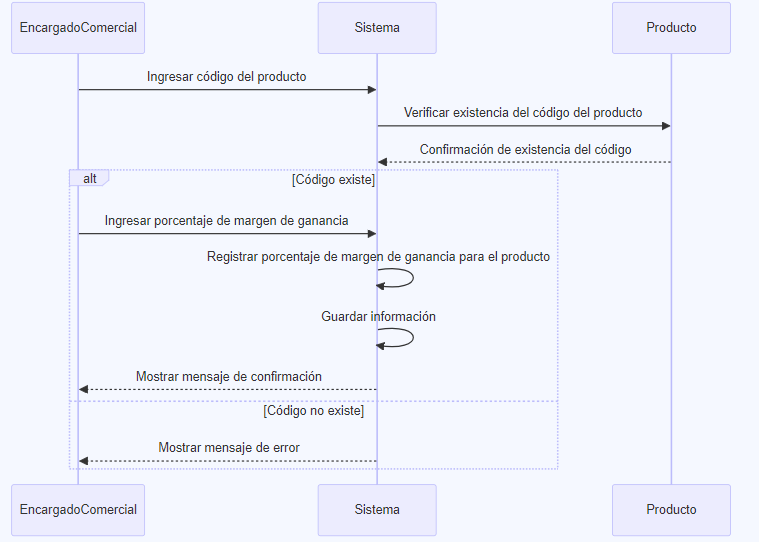 EncargadoComercial
Sistema
Producto
Ingresar código del producto
Verificar existencia del código del producto
Confirmación de existencia del código
alt
[Código existe]
Ingresar porcentaje de margen de ganancia
Registrar porcentaje de margen de ganancia para el producto
Guardar información
Mostrar mensaje de confirmación
[Código no existe]
Mostrar mensaje de error
EncargadoComercial
Sistema
Producto